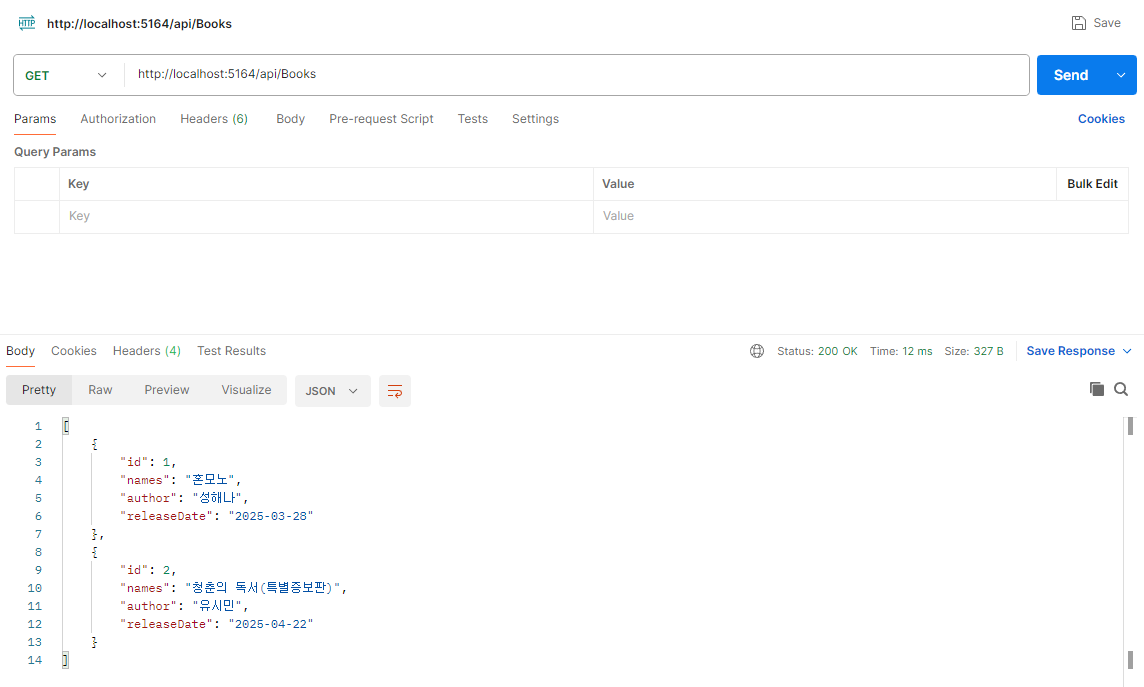 HTTP http://localhost:5164/api/Books Save
GET http://localhost:5164/api/Books Send
Params Authorization Headers (6) Body Pre-request Script Tests Settings Cookies
Query Params
Key Value Bulk Edit
Key Value
Body Cookies Headers (4) Test Results Status: 200 OK Time: 12 ms Size: 327 B Save Response
Pretty Raw Preview Visualize JSON
1 [
2 {
3 "id": 1,
4 "names": "혼모노",
5 "author": "성해나",
6 "releaseDate": "2025-03-28"
7 },
8 {
9 "id": 2,
10 "names": "청춘의 독서(특별증보판)",
11 "author": "유시민",
12 "releaseDate": "2025-04-22"
13 }
14 ]